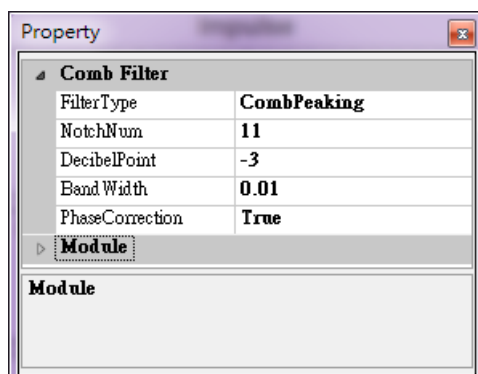 Property
Comb Filter
FilterType CombPeaking
NotchNum 11
DecibelPoint -3
Band Width 0.01
PhaseCorrection True
Module
Module